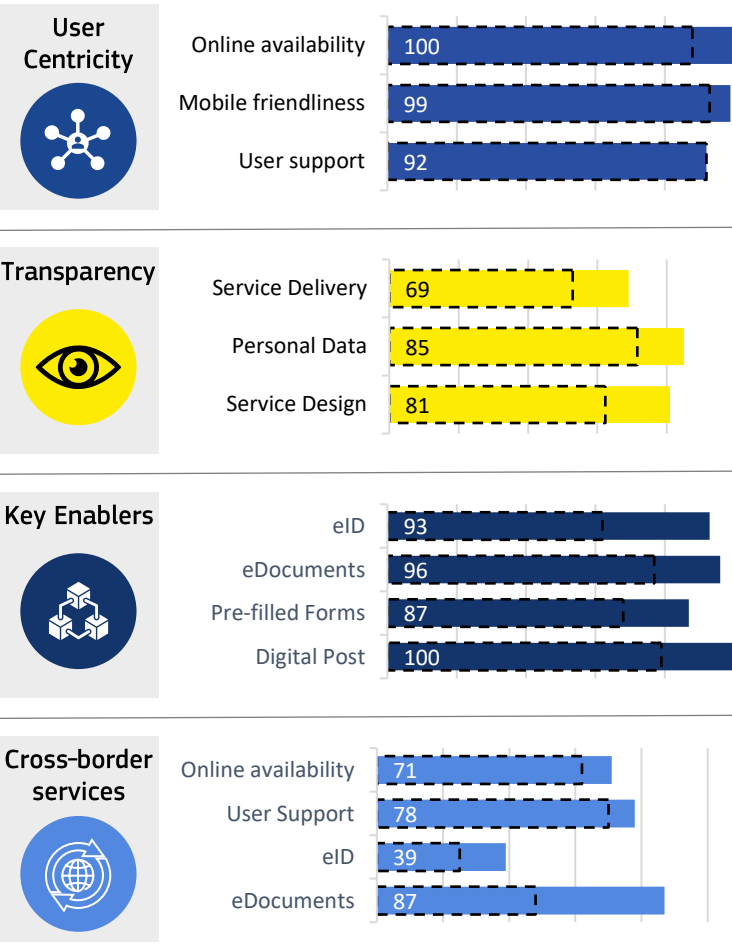 User
Centricity
Online availability 100
Mobile friendliness 99
User support 92
Transparency
Service Delivery 69
Personal Data 85
Service Design 81
Key Enablers
eID 93
eDocuments 96
Pre-filled Forms 87
Digital Post 100
Cross-border
services
Online availability 71
User Support 78
eID 39
eDocuments 87